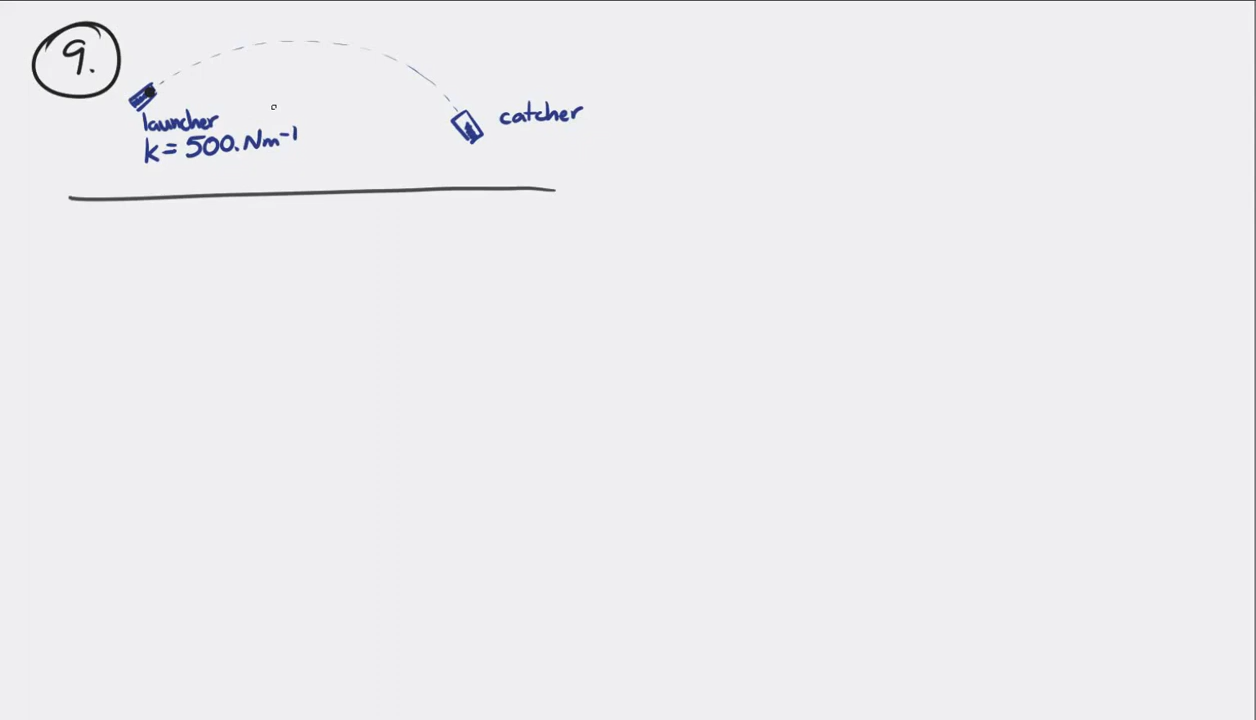 9.
launcher
k = 500. Nm⁻¹
catcher